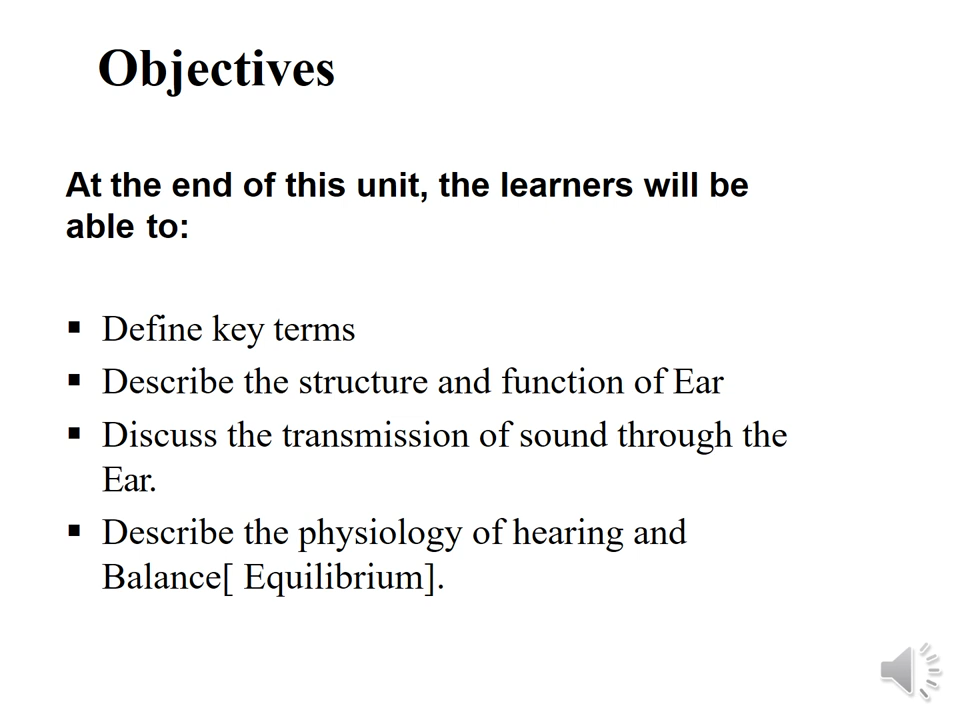 Objectives
At the end of this unit, the learners will be
able to:
▪ Define key terms
▪ Describe the structure and function of Ear
▪ Discuss the transmission of sound through the
Ear.
▪ Describe the physiology of hearing and
Balance[ Equilibrium].